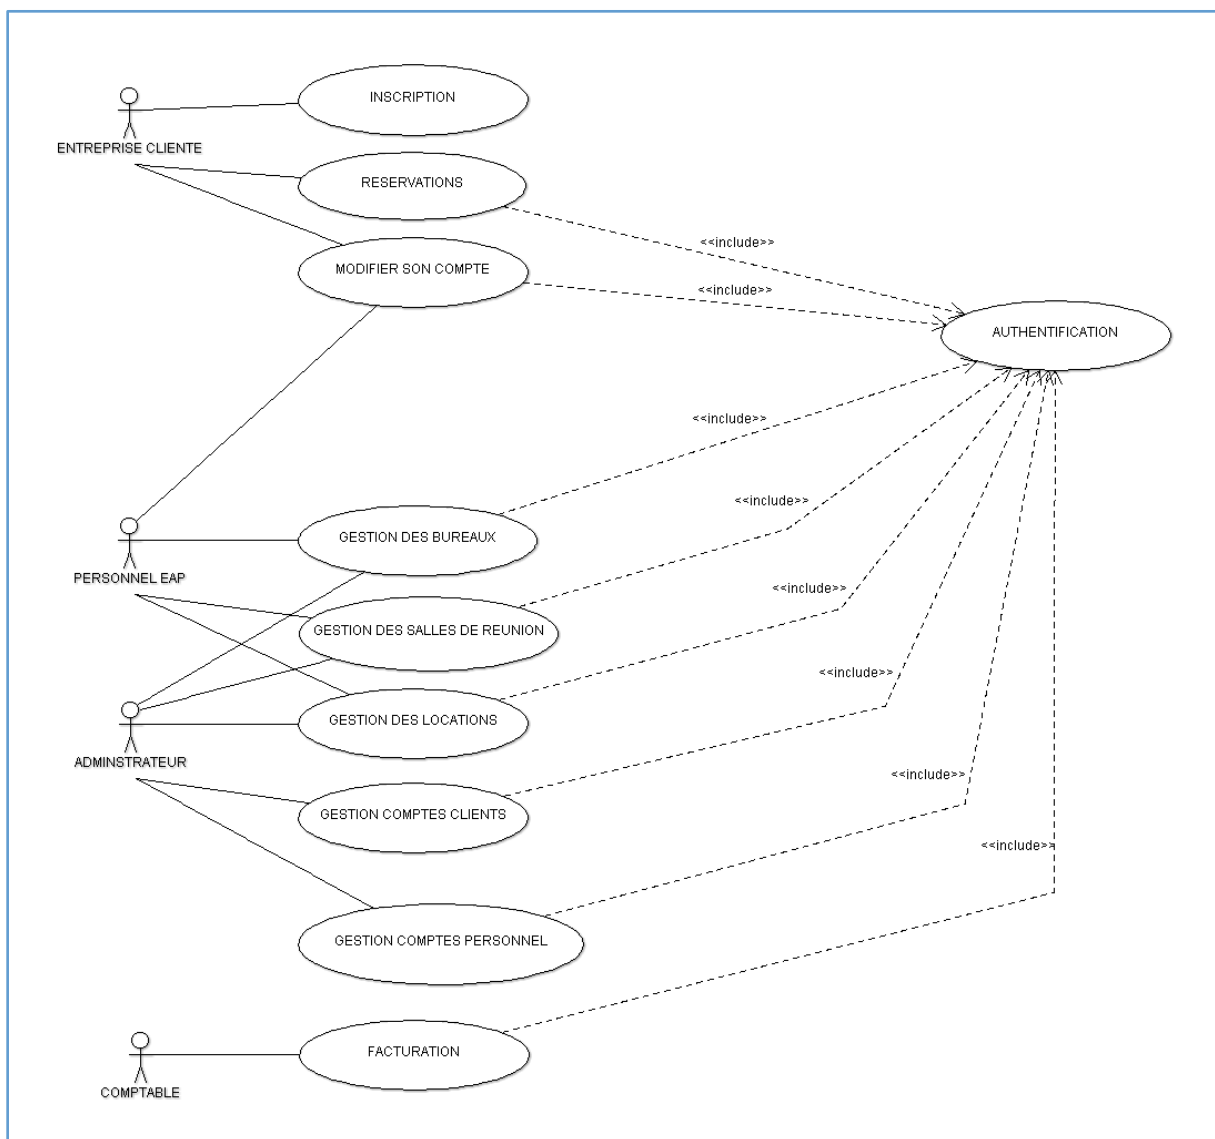 INSCRIPTION
ENTREPRISE CLIENTE
RESERVATIONS
<<include>>
MODIFIER SON COMPTE
<<include>>
AUTHENTIFICATION
<<include>>
<<include>>
GESTION DES BUREAUX
PERSONNEL EAP
<<include>>
GESTION DES SALLES DE REUNION
<<include>>
GESTION DES LOCATIONS
ADMINSTRATEUR
<<include>>
GESTION COMPTES CLIENTS
<<include>>
GESTION COMPTES PERSONNEL
FACTURATION
COMPTABLE